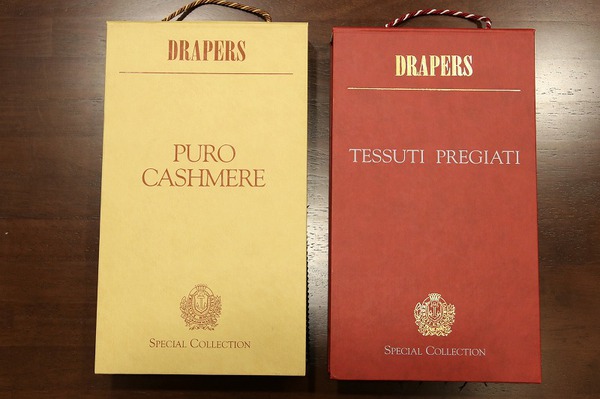 DRAPERS
PURO
CASHMERE
SPECIAL COLLECTION
DRAPERS
TESSUTI PREGIATI
SPECIAL COLLECTION